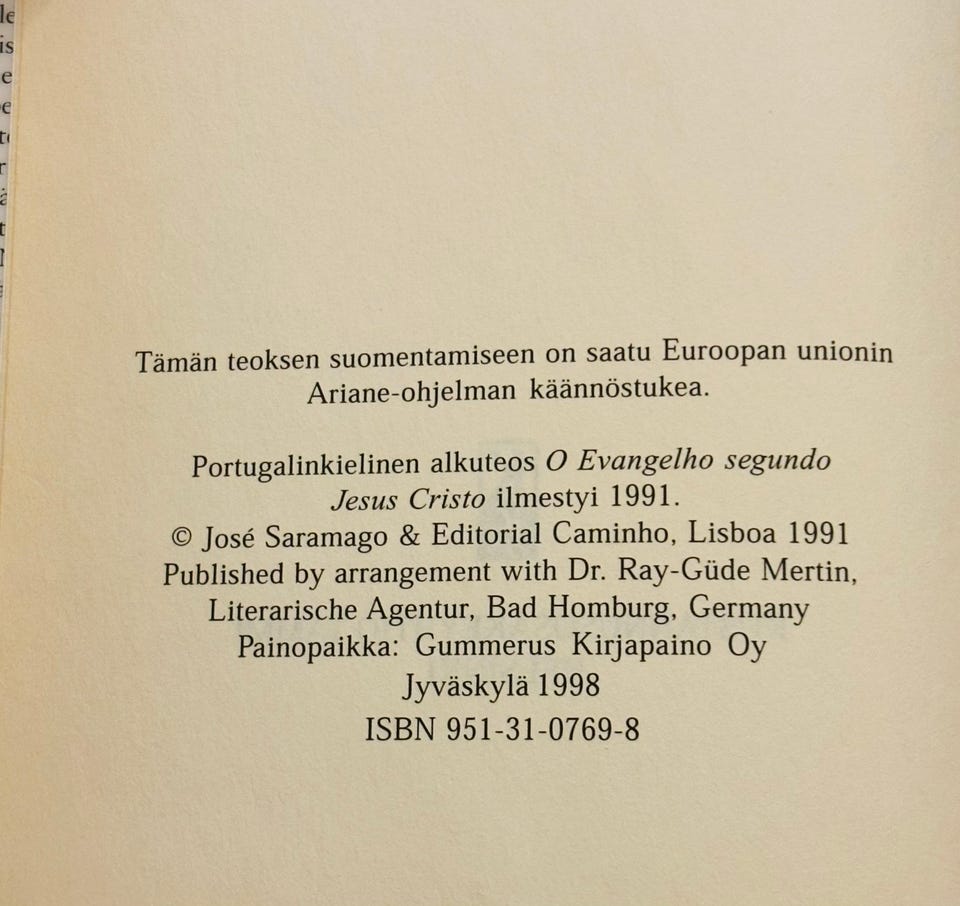 Tämän teoksen suomentamiseen on saatu Euroopan unionin
Ariane-ohjelman käännöstukea.
Portugalinkielinen alkuteos O Evangelho segundo
Jesus Cristo ilmestyi 1991.
© José Saramago & Editorial Caminho, Lisboa 1991
Published by arrangement with Dr. Ray-Güde Mertin,
Literarische Agentur, Bad Homburg, Germany
Painopaikka: Gummerus Kirjapaino Oy
Jyväskylä 1998
ISBN 951-31-0769-8